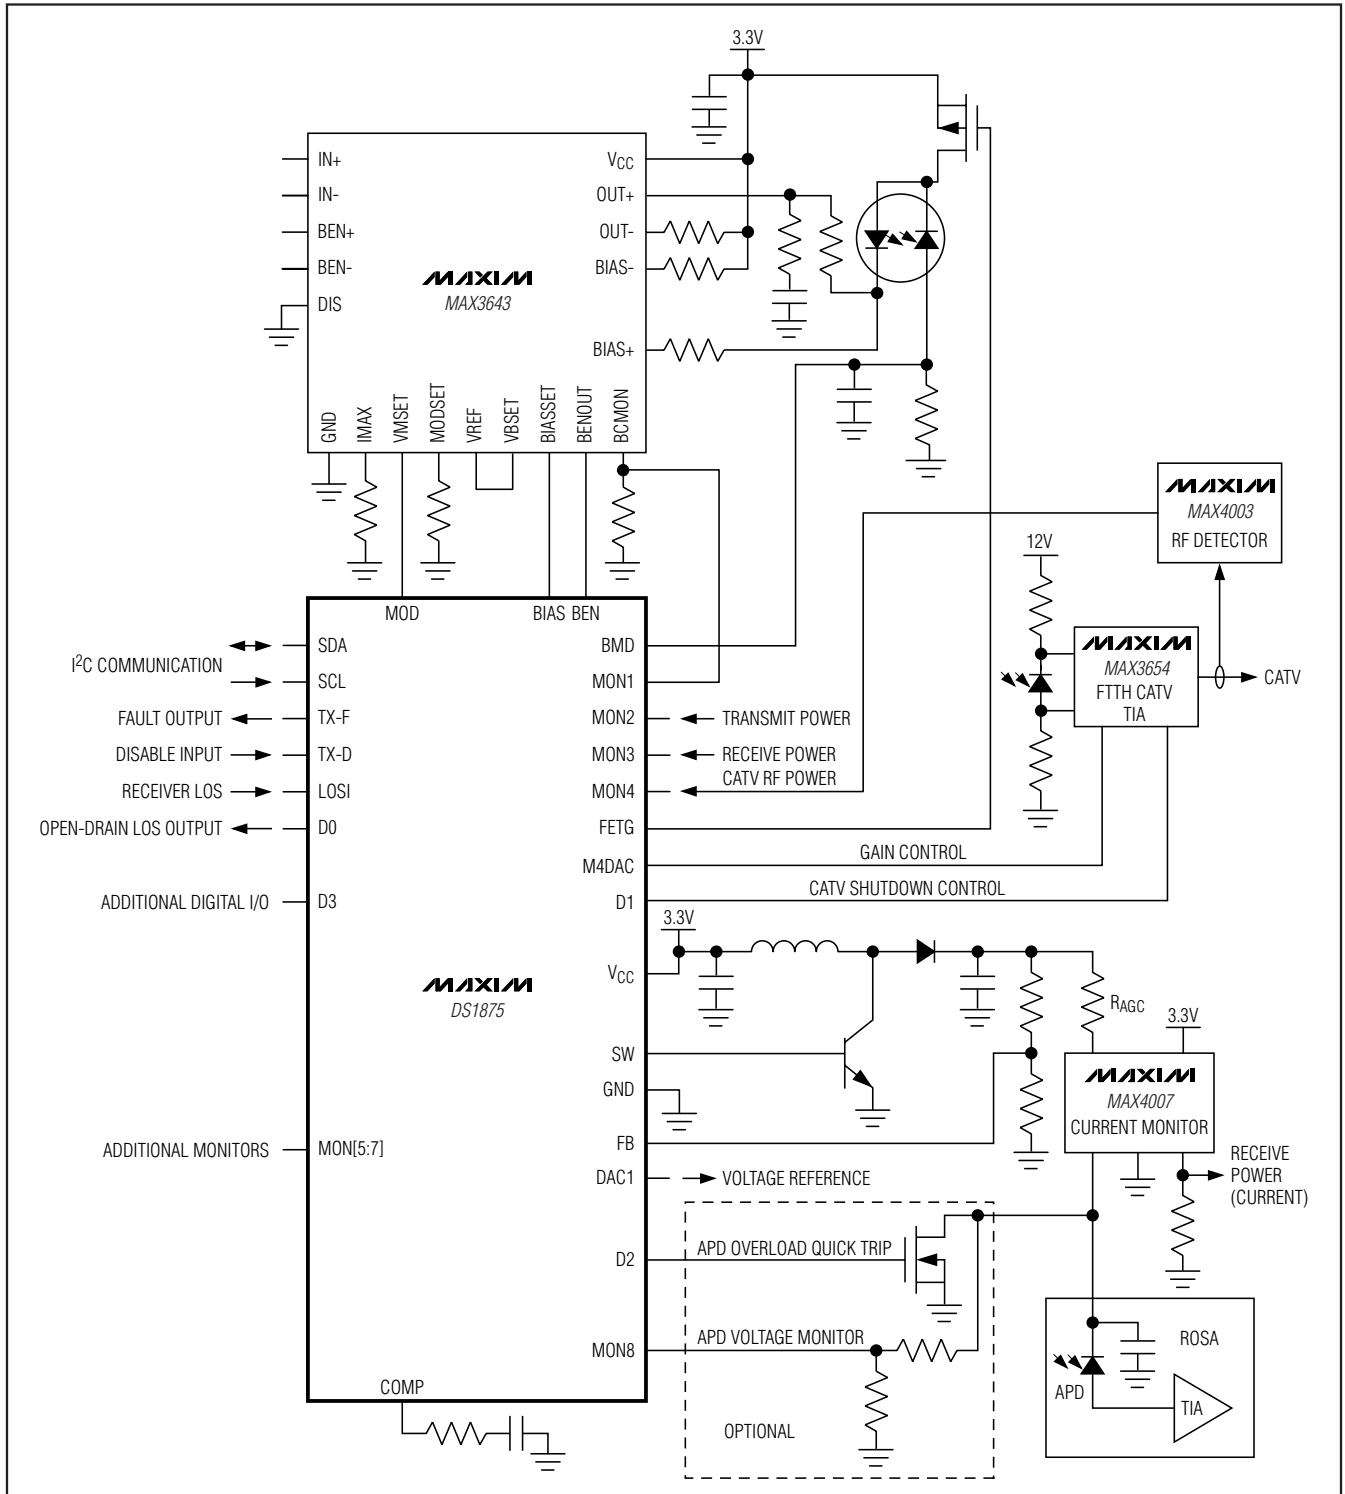 3.3V
IN+
IN-
BEN+
BEN-
DIS
MAXIM
MAX3643
VCC
OUT+
OUT-
BIAS-
BIAS+
GND
IMAX
VMSET
MODSET
VREF
VBSET
BIASSET
BENOUT
BCMON
MAXIM
MAX4003
RF DETECTOR
12V
MAXIM
MAX3654
FTTH CATV
TIA
CATV
MOD
BIAS
BEN
I2C COMMUNICATION
FAULT OUTPUT
DISABLE INPUT
RECEIVER LOS
OPEN-DRAIN LOS OUTPUT
ADDITIONAL DIGITAL I/O
ADDITIONAL MONITORS
SDA
SCL
TX-F
TX-D
LOSI
D0
D3
MON[5:7]
MAXIM
DS1875
BMD
MON1
MON2
MON3
MON4
FETG
M4DAC
D1
VCC
SW
GND
FB
DAC1
D2
MON8
COMP
TRANSMIT POWER
RECEIVE POWER
CATV RF POWER
GAIN CONTROL
CATV SHUTDOWN CONTROL
3.3V
RAGC
3.3V
MAXIM
MAX4007
CURRENT MONITOR
RECEIVE
POWER
(CURRENT)
VOLTAGE REFERENCE
APD OVERLOAD QUICK TRIP
APD VOLTAGE MONITOR
OPTIONAL
ROSA
APD
TIA